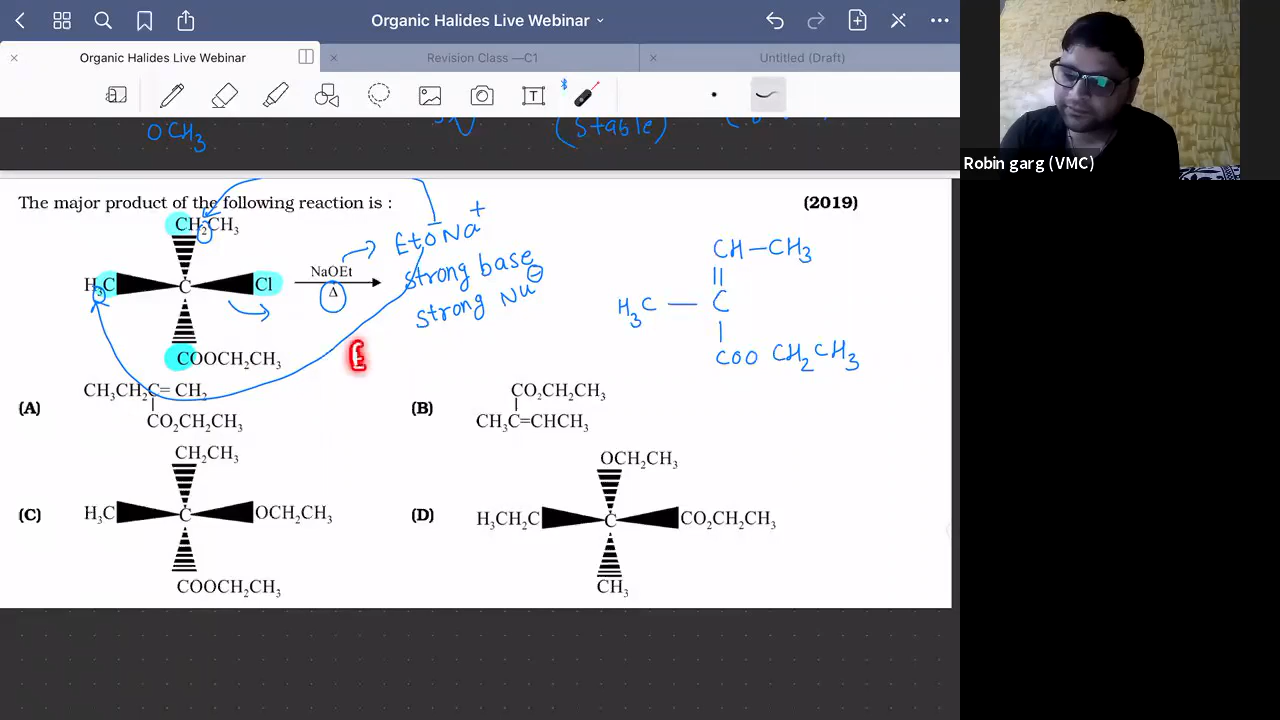 Organic Halides Live Webinar
Organic Halides Live Webinar
Revision Class —C1
Untitled (Draft)
T
OCH3
(Stable)
Robin garg (VMC)
The major product of the following reaction is :
(2019)
CH2CH3
H3C
C
Cl
COOCH2CH3
NaOEt
Δ
EtO⁻Na⁺
strong base
strong Nu⊖
CH—CH3
||
H3C — C
|
COO CH2CH3
E
(A)
CH3CH2C=CH2
CO2CH2CH3
(B)
CO2CH2CH3
CH3C=CHCH3
(C)
CH2CH3
H3C
C
OCH2CH3
COOCH2CH3
(D)
OCH2CH3
H3CH2C
C
CO2CH2CH3
CH3